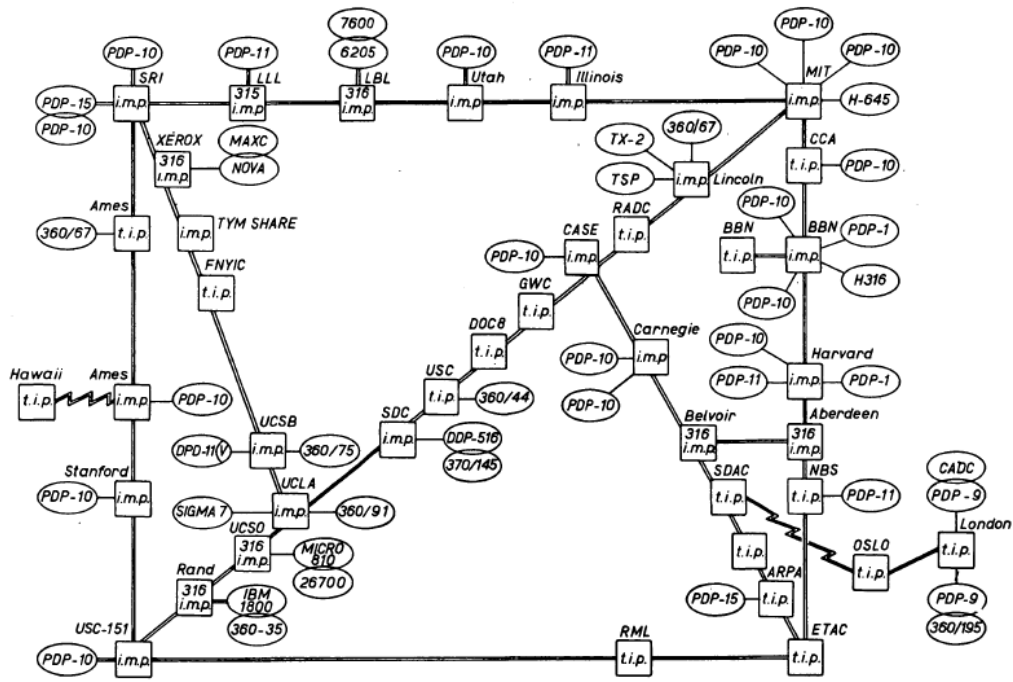 7600
PDP-10
PDP-10
PDP-11
6205
PDP-10
PDP-11
PDP-10
PDP-10
SRI
LLL
LBL
Utah
Illinois
MIT
PDP-15
i.m.p.
315
i.m.p.
316
i.m.p.
i.m.p.
i.m.p.
i.m.p.
H-645
PDP-10
XEROX
MAXC
TX-2
360/67
CCA
316
i.m.p.
NOVA
TSP
i.m.p.
Lincoln
t.i.p.
PDP-10
Ames
TYM SHARE
RADC
PDP-10
360/67
t.i.p.
i.m.p.
CASE
t.i.p.
BBN
BBN
PDP-1
PDP-10
i.m.p.
t.i.p.
i.m.p.
FNYIC
GWC
H316
t.i.p.
t.i.p.
PDP-10
DOC8
Carnegie
PDP-10
t.i.p.
PDP-10
i.m.p
Harvard
Hawaii
Ames
USC
PDP-11
i.m.p.
PDP-1
t.i.p.
i.m.p.
PDP-10
t.i.p.
360/44
PDP-10
UCSB
SDC
Belvoir
Aberdeen
DPD-11(V
i.m.p.
360/75
i.m.p.
DDP-516
316
i.m.p.
316
i.m.p.
Stanford
370/145
SDAC
NBS
CADC
PDP-10
i.m.p.
UCLA
t.i.p.
t.i.p.
PDP-11
PDP-9
SIGMA 7
i.m.p.
360/91
London
UCSO
316
i.m.p.
MICRO
810
t.i.p.
OSLO
t.i.p.
Rand
26700
ARPA
t.i.p.
316
i.m.p.
IBM
1800
PDP-15
t.i.p.
PDP-9
USC-151
360-35
RML
ETAC
360/195
PDP-10
i.m.p.
t.i.p.
t.i.p.